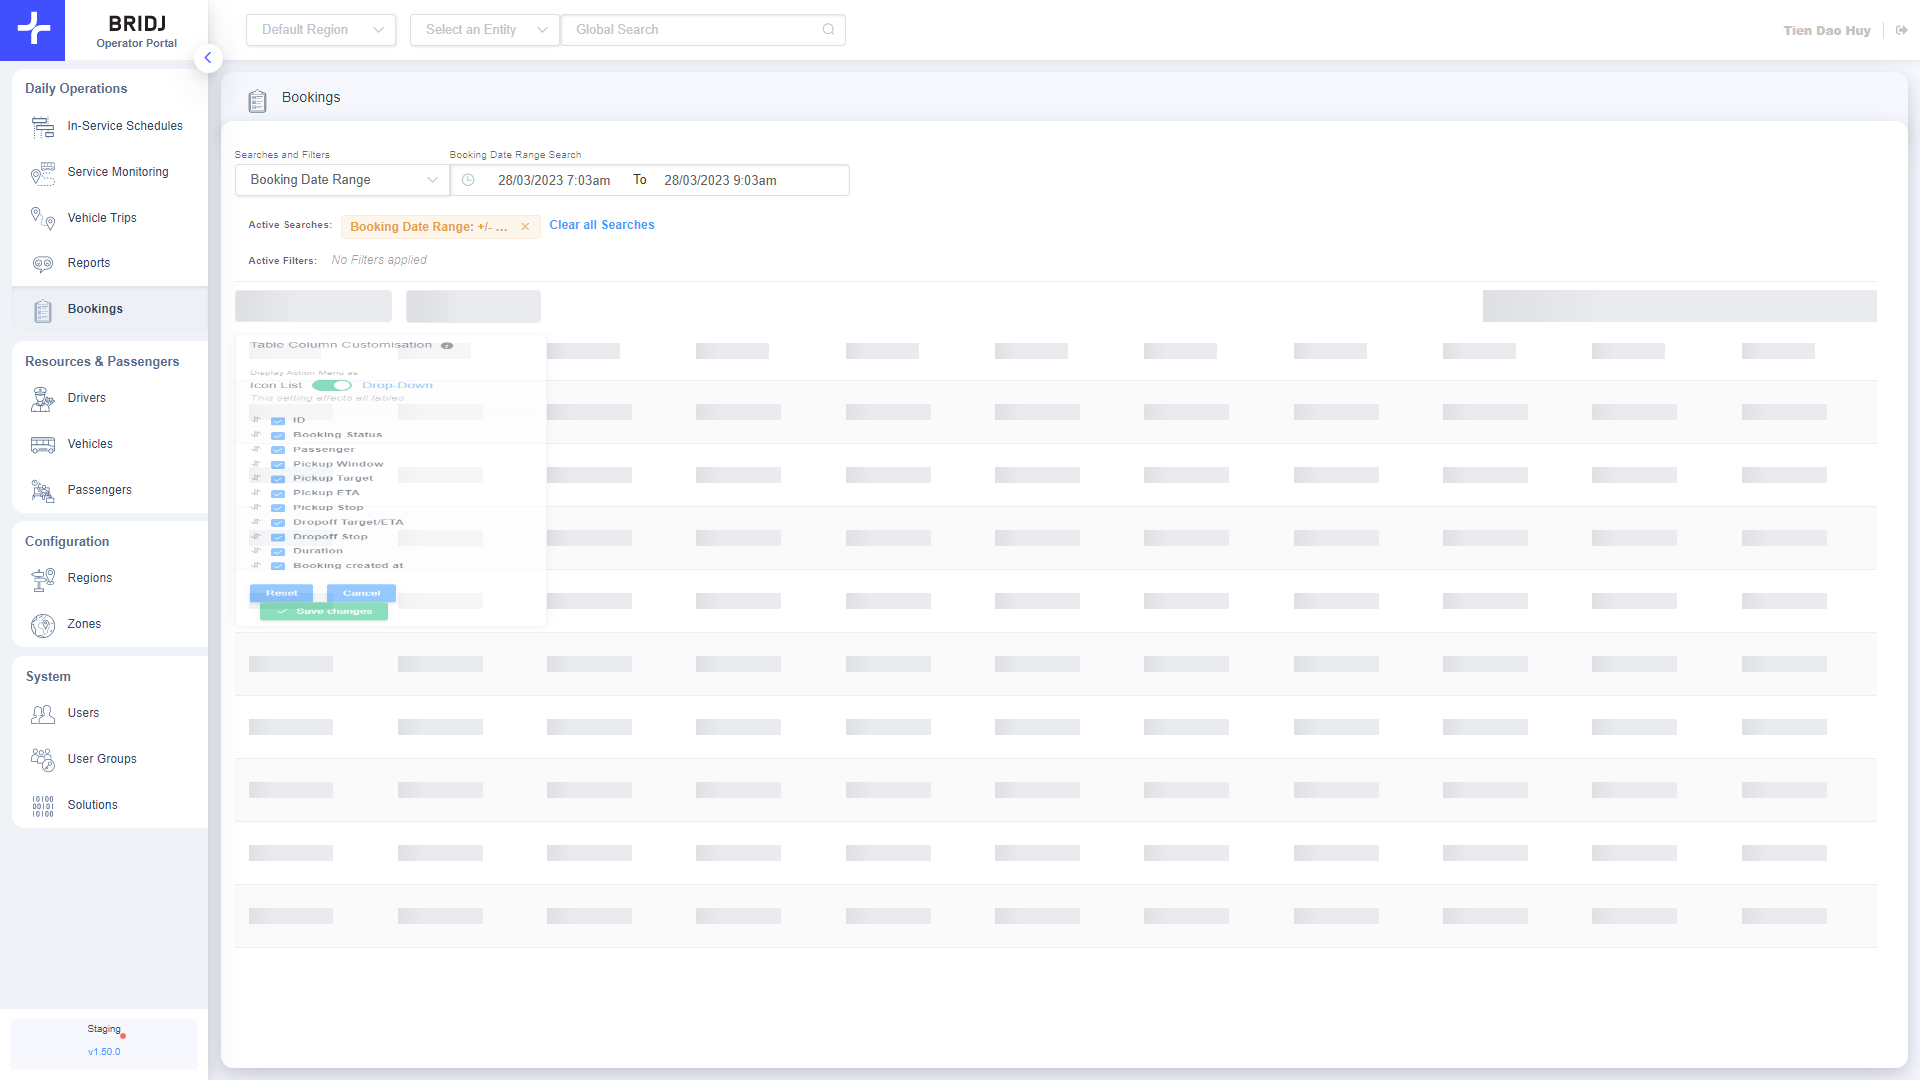 BRIDJ
Operator Portal
Default Region
Select an Entity
Global Search
Tien Dao Huy
Daily Operations
In-Service Schedules
Service Monitoring
Vehicle Trips
Reports
Bookings
Resources & Passengers
Drivers
Vehicles
Passengers
Configuration
Regions
Zones
System
Users
User Groups
Solutions
Staging
v1.50.0
Bookings
Searches and Filters
Booking Date Range Search
Booking Date Range
28/03/2023 7:03am To 28/03/2023 9:03am
Active Searches: Booking Date Range: +/- ... Clear all Searches
Active Filters: No Filters applied
Table Column Customisation
Display Action Menu as
Icon List Drop-Down
This setting effects all tables.
ID
Booking Status
Passenger
Pickup Window
Pickup Target
Pickup ETA
Pickup Stop
Dropoff Target/ETA
Dropoff Stop
Duration
Booking created at
Reset Cancel
Save changes